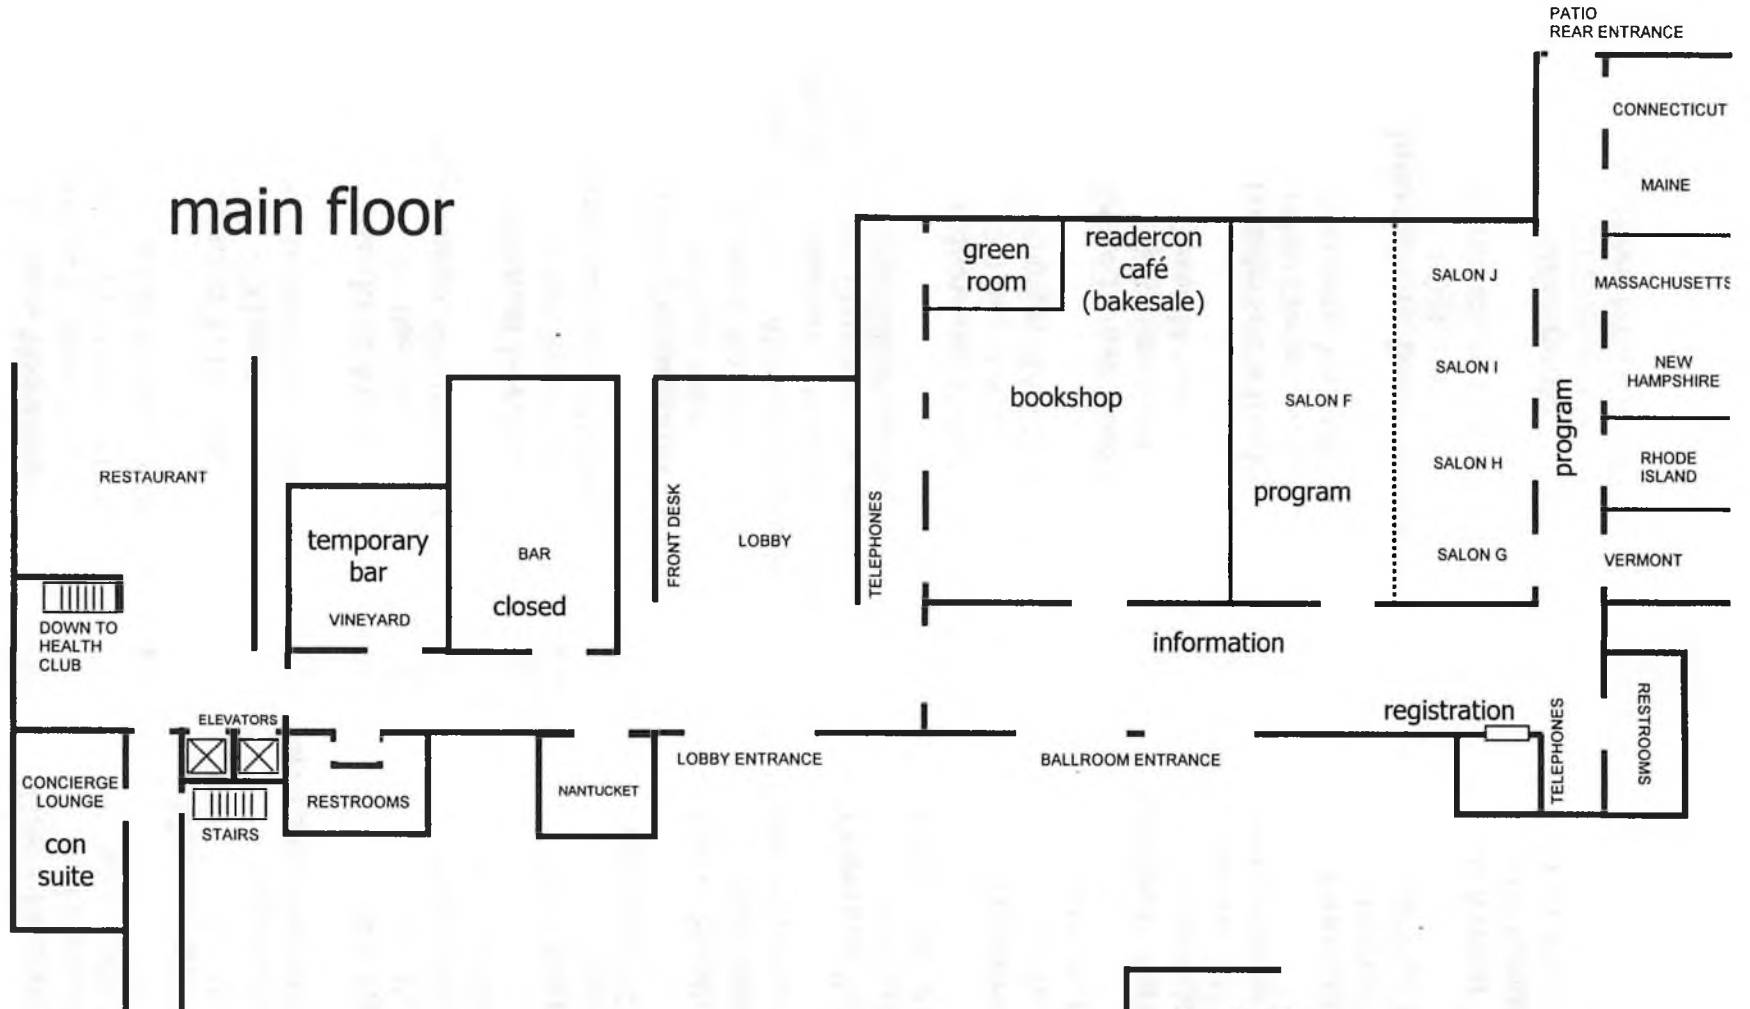 PATIO
REAR ENTRANCE
CONNECTICUT
MAINE
main floor
green
room
readercon
café
(bakesale)
SALON J
MASSACHUSETTS
SALON I
NEW
HAMPSHIRE
bookshop
SALON F
program
RESTAURANT
SALON H
RHODE
ISLAND
program
FRONT DESK
TELEPHONES
temporary
bar
VINEYARD
BAR
closed
LOBBY
SALON G
VERMONT
DOWN TO
HEALTH
CLUB
information
ELEVATORS
registration
TELEPHONES
RESTROOMS
CONCIERGE
LOUNGE
con
suite
STAIRS
RESTROOMS
NANTUCKET
LOBBY ENTRANCE
BALLROOM ENTRANCE